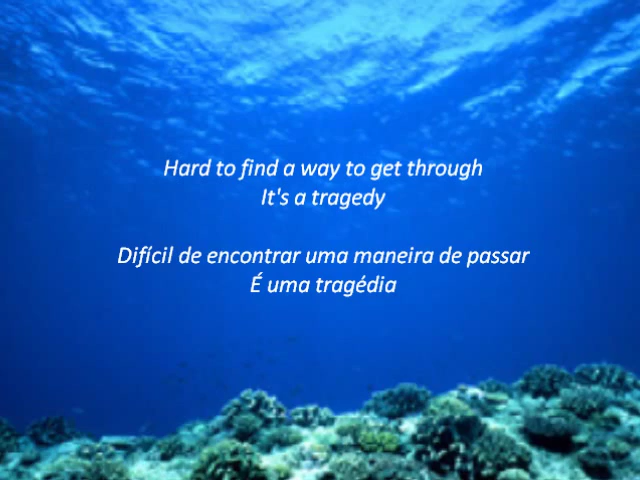 Hard to find a way to get through
It's a tragedy
Difícil de encontrar uma maneira de passar
É uma tragédia